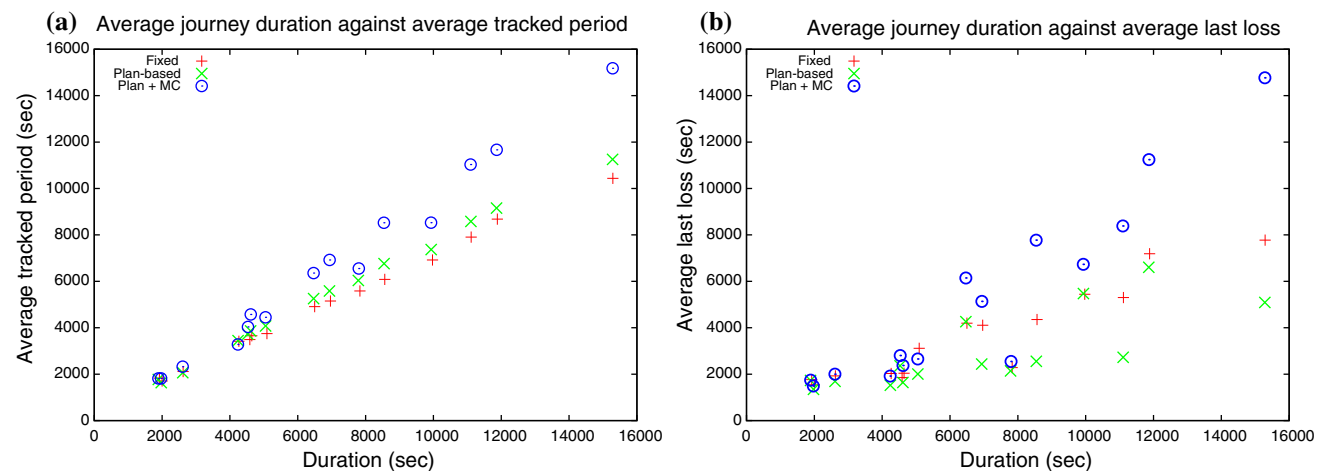 (a) Average journey duration against average tracked period
16000
14000
12000
10000
8000
6000
4000
2000
0
Average tracked period (sec)
Fixed
Plan-based
Plan + MC
0 2000 4000 6000 8000 10000 12000 14000 16000
Duration (sec)
(b) Average journey duration against average last loss
16000
14000
12000
10000
8000
6000
4000
2000
0
Average last loss (sec)
Fixed
Plan-based
Plan + MC
0 2000 4000 6000 8000 10000 12000 14000 16000
Duration (sec)